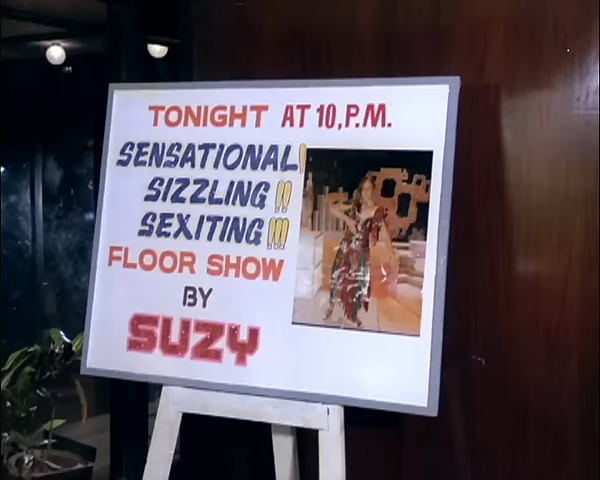 TONIGHT AT 10, P.M.
SENSATIONAL!
SIZZLING!!
SEXITING!!!
FLOOR SHOW
BY
SUZY